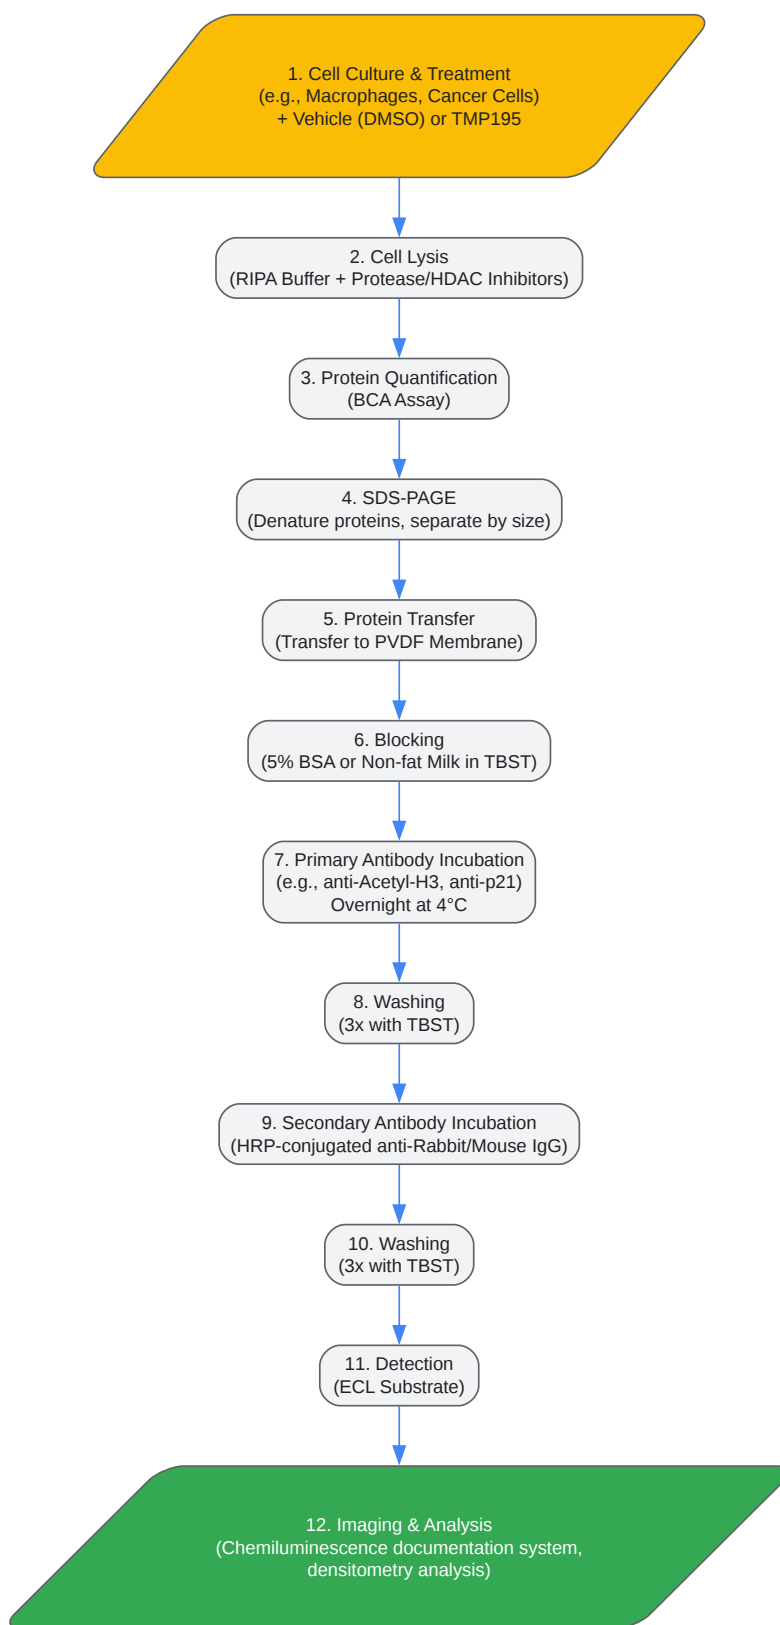 1. Cell Culture & Treatment
(e.g., Macrophages, Cancer Cells)
+ Vehicle (DMSO) or TMP195
2. Cell Lysis
(RIPA Buffer + Protease/HDAC Inhibitors)
3. Protein Quantification
(BCA Assay)
4. SDS-PAGE
(Denature proteins, separate by size)
5. Protein Transfer
(Transfer to PVDF Membrane)
6. Blocking
(5% BSA or Non-fat Milk in TBST)
7. Primary Antibody Incubation
(e.g., anti-Acetyl-H3, anti-p21)
Overnight at 4°C
8. Washing
(3x with TBST)
9. Secondary Antibody Incubation
(HRP-conjugated anti-Rabbit/Mouse IgG)
10. Washing
(3x with TBST)
11. Detection
(ECL Substrate)
12. Imaging & Analysis
(Chemiluminescence documentation system,
densitometry analysis)